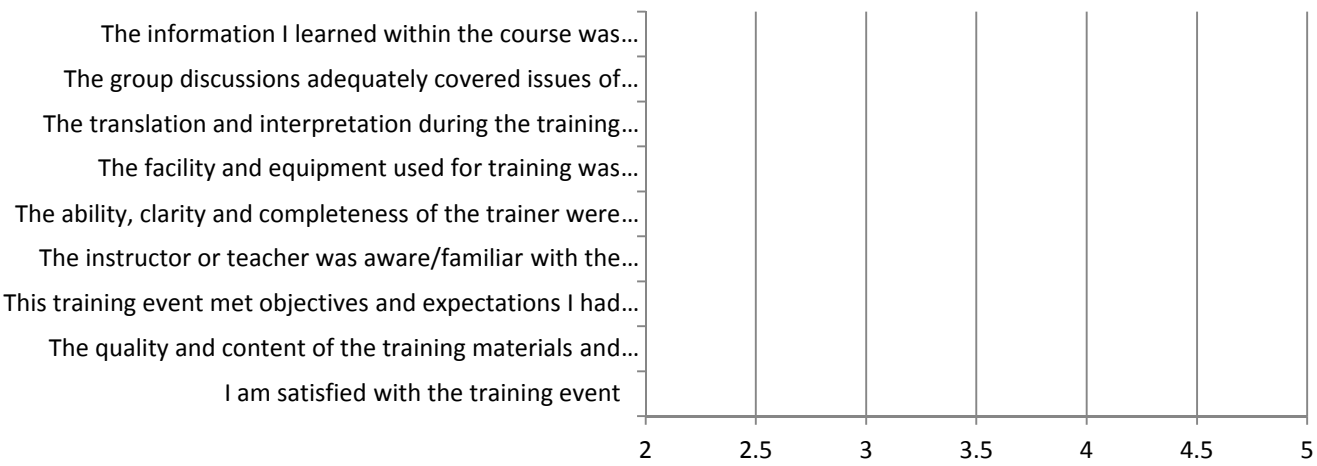 The information I learned within the course was…
The group discussions adequately covered issues of…
The translation and interpretation during the training…
The facility and equipment used for training was…
The ability, clarity and completeness of the trainer were…
The instructor or teacher was aware/familiar with the…
This training event met objectives and expectations I had…
The quality and content of the training materials and…
I am satisfied with the training event
2 2.5 3 3.5 4 4.5 5